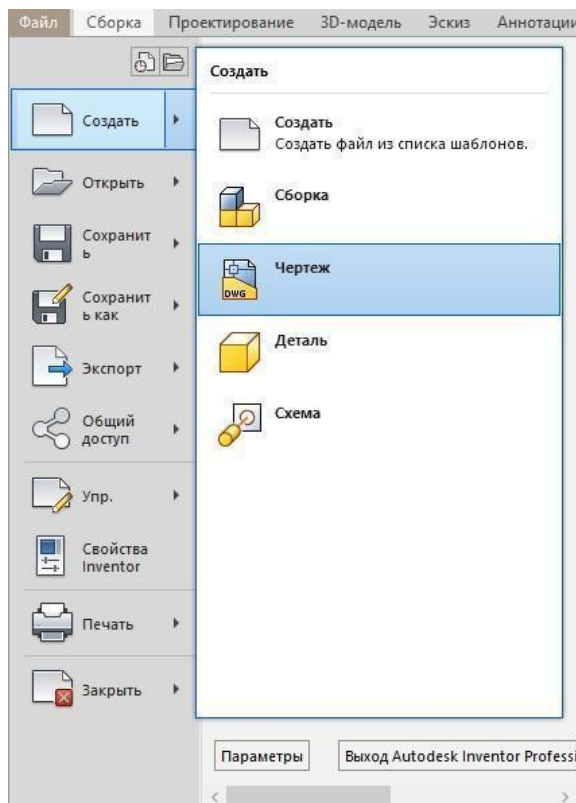 Файл Сборка Проектирование 3D-модель Эскиз Аннотации
Создать
Создать
Создать
Создать файл из списка шаблонов.
Открыть
Сборка
Сохранит
ь
Чертеж
DWG
Сохранит
ь как
Деталь
Экспорт
Схема
Общий
доступ
Упр.
Свойства
Inventor
Печать
Закрыть
Параметры
Выход Autodesk Inventor Professi